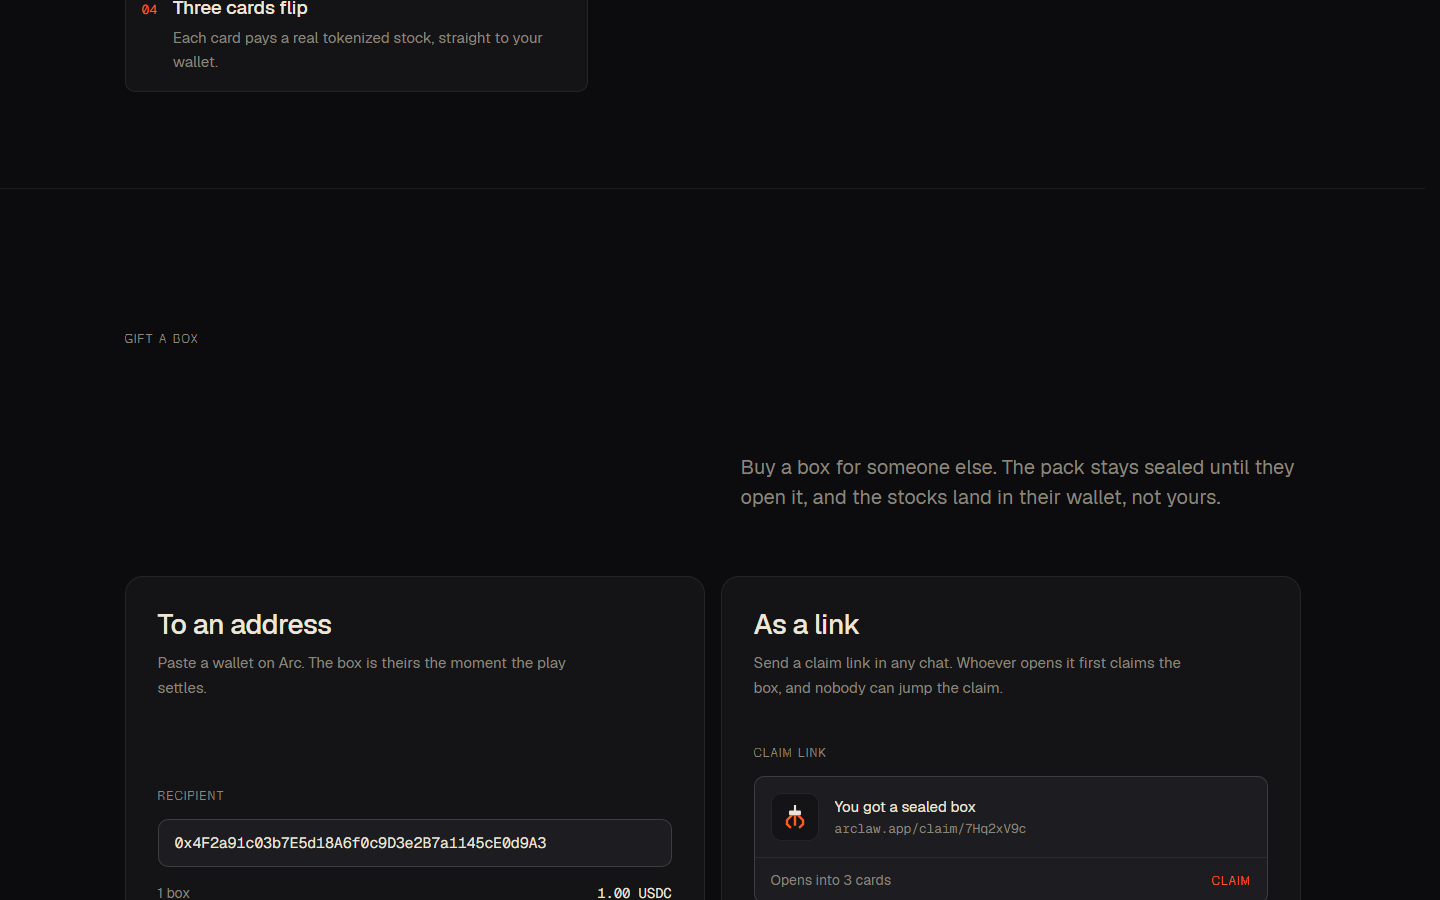 04 Three cards flip
Each card pays a real tokenized stock, straight to your
wallet.
GIFT A BOX
Buy a box for someone else. The pack stays sealed until they
open it, and the stocks land in their wallet, not yours.
To an address
Paste a wallet on Arc. The box is theirs the moment the play
settles.
RECIPIENT
0x4F2a91c03b7E5d18A6f0c9D3e2B7a1145cE0d9A3
1 box 1.00 USDC
As a link
Send a claim link in any chat. Whoever opens it first claims the
box, and nobody can jump the claim.
CLAIM LINK
You got a sealed box
arclaw.app/claim/7Hq2xV9c
Opens into 3 cards CLAIM